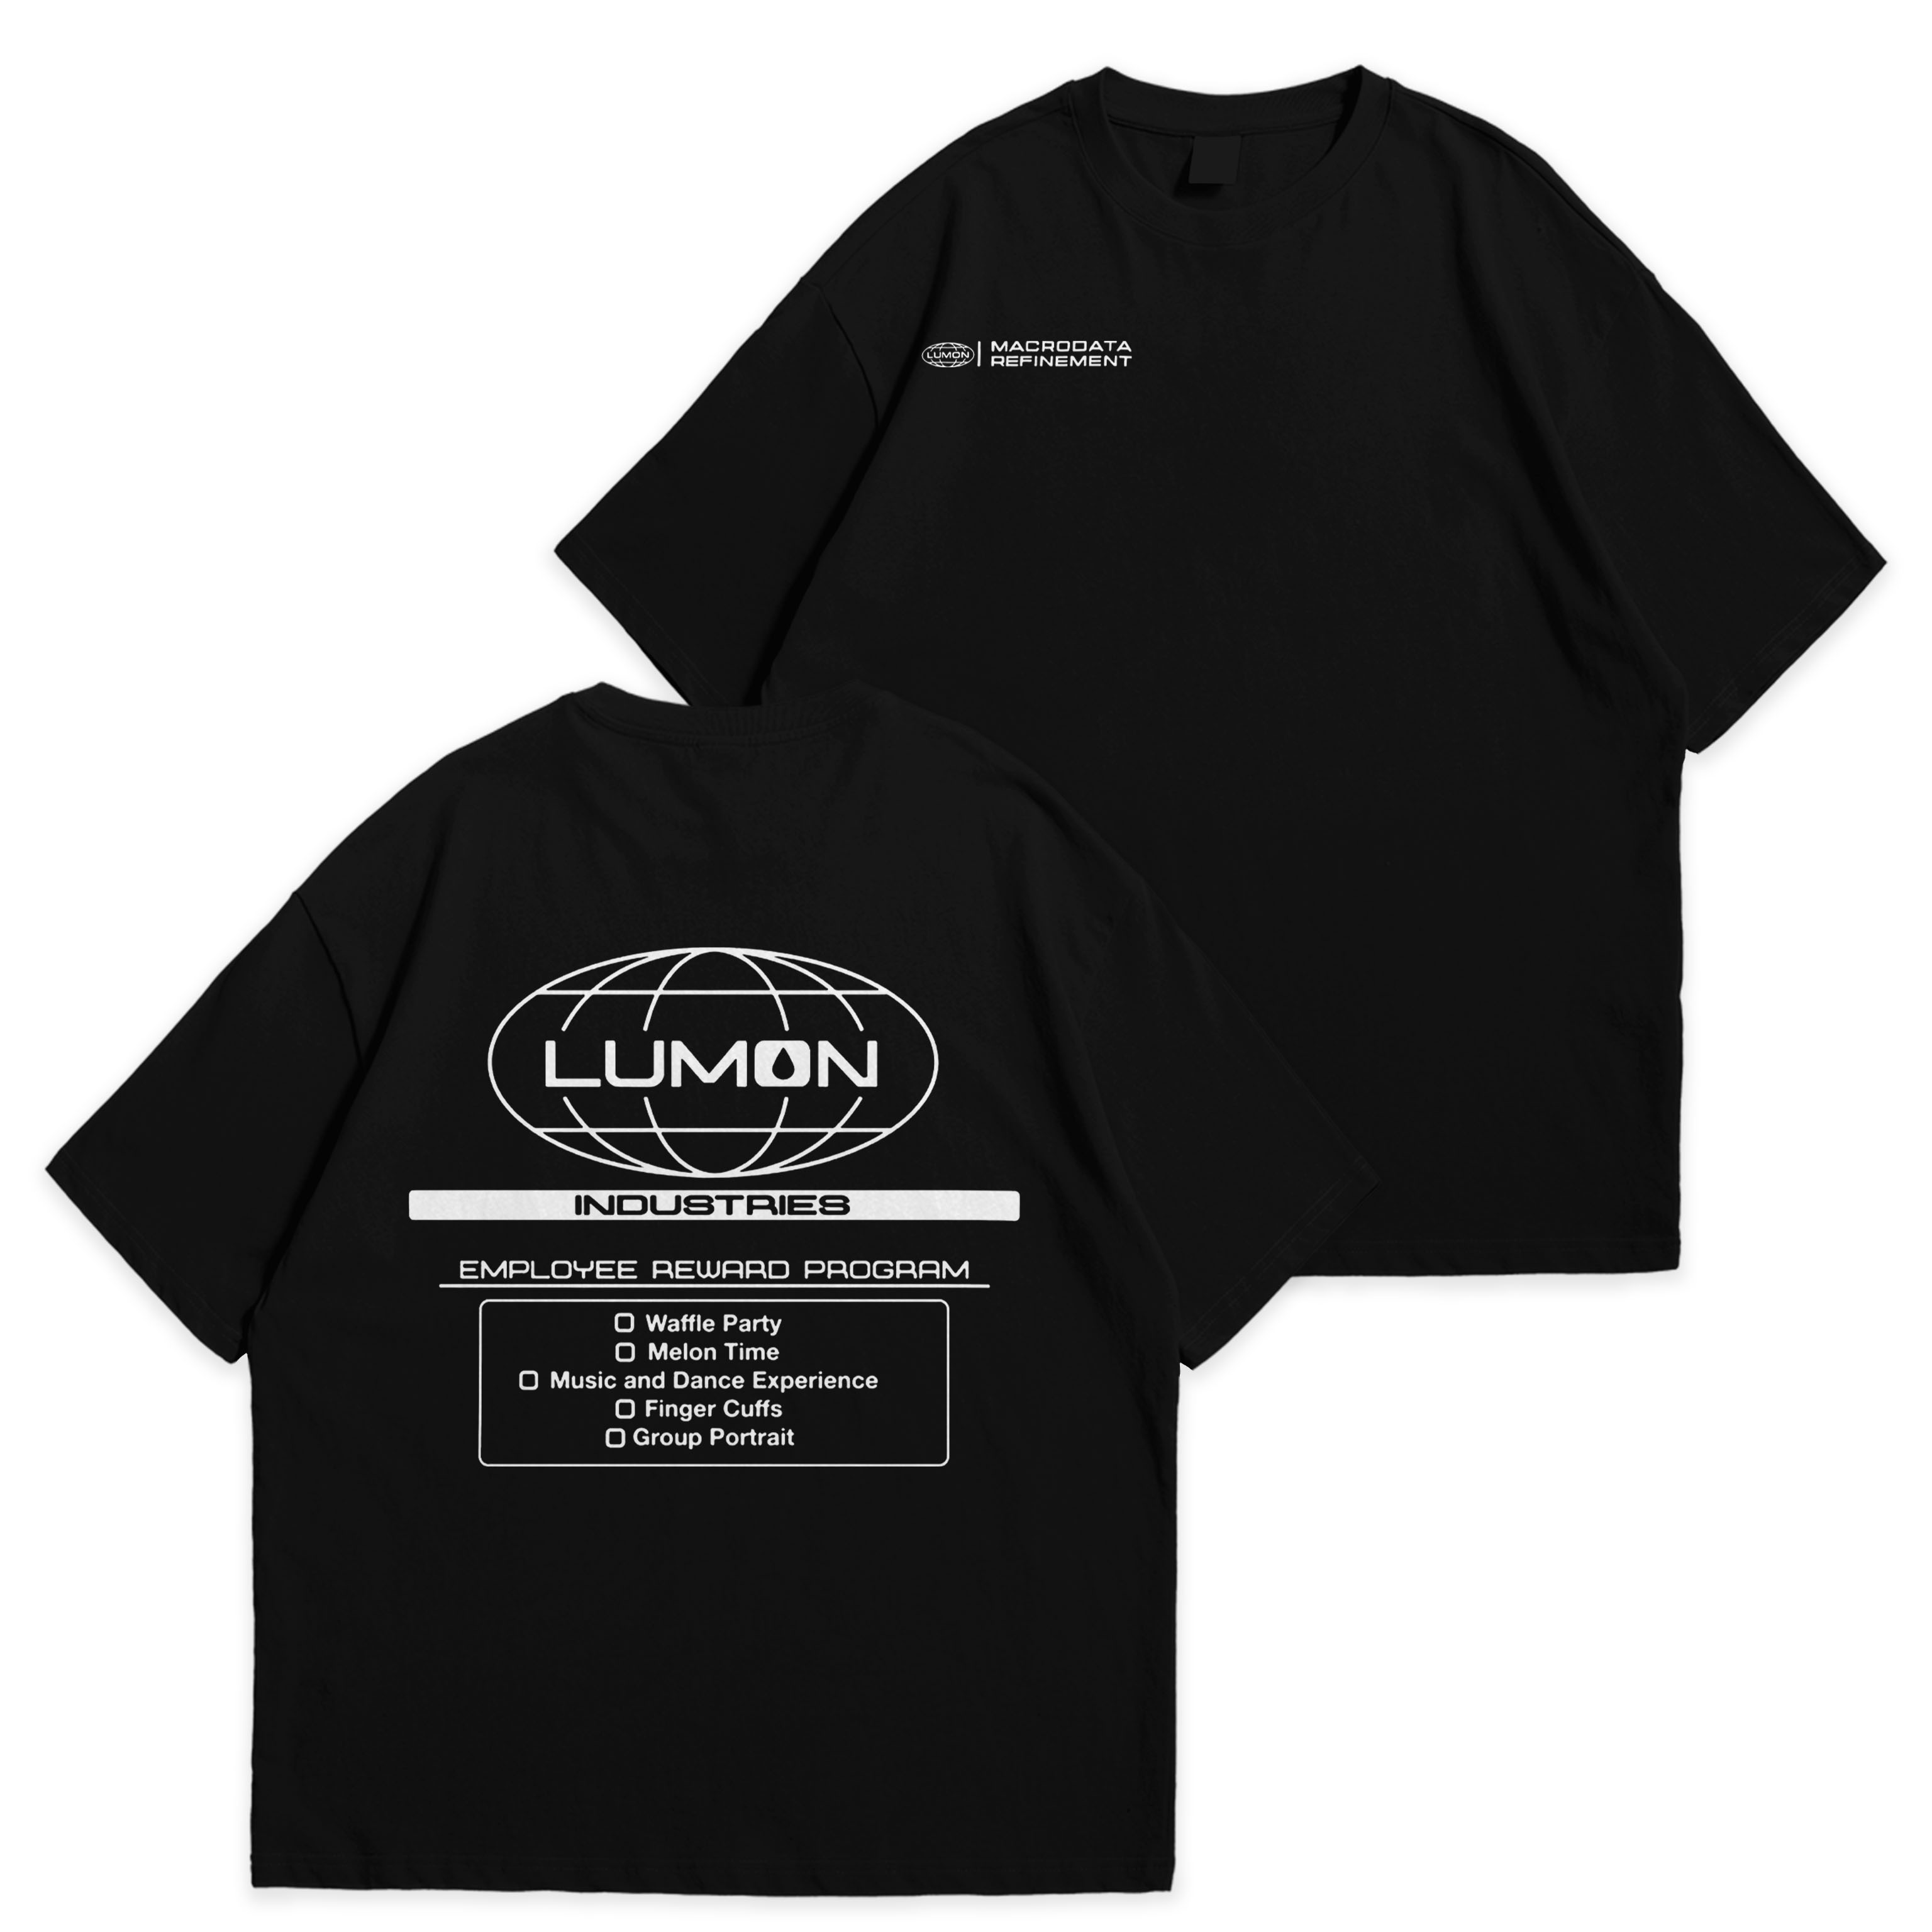 LUMON
MACRODATA
REFINEMENT
LUMON
INDUSTRIES
EMPLOYEE REWARD PROGRAM
Waffle Party
Melon Time
Music and Dance Experience
Finger Cuffs
Group Portrait